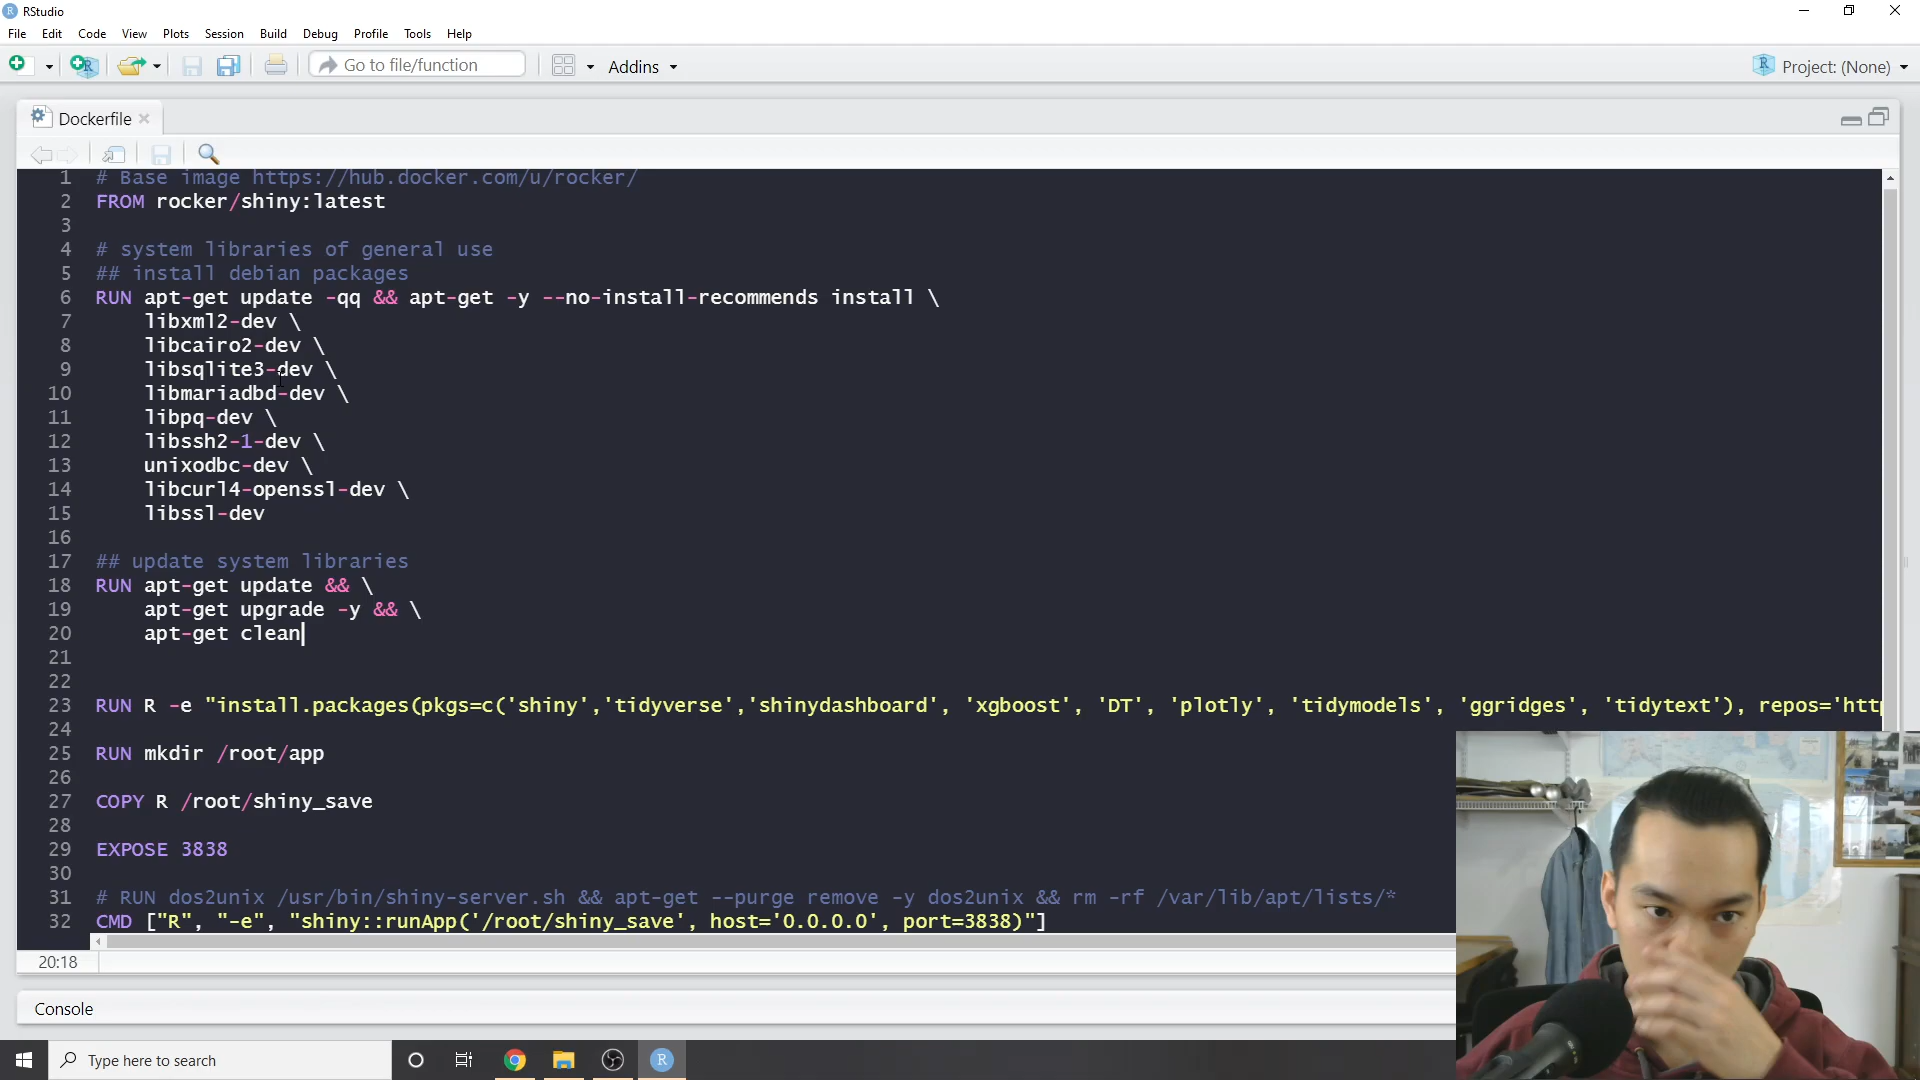 RStudio
File Edit Code View Plots Session Build Debug Profile Tools Help
Go to file/function Addins Project: (None)
Dockerfile
1 # Base image https://hub.docker.com/u/rocker/
2 FROM rocker/shiny:latest
3
4 # system libraries of general use
5 ## install debian packages
6 RUN apt-get update -qq && apt-get -y --no-install-recommends install \
7 libxml2-dev \
8 libcairo2-dev \
9 libsqlite3-dev \
10 libmariadbd-dev \
11 libpq-dev \
12 libssh2-1-dev \
13 unixodbc-dev \
14 libcurl4-openssl-dev \
15 libssl-dev
16
17 ## update system libraries
18 RUN apt-get update && \
19 apt-get upgrade -y && \
20 apt-get clean
21
22
23 RUN R -e "install.packages(pkgs=c('shiny','tidyverse','shinydashboard', 'xgboost', 'DT', 'plotly', 'tidymodels', 'ggridges', 'tidytext'), repos='http
24
25 RUN mkdir /root/app
26
27 COPY R /root/shiny_save
28
29 EXPOSE 3838
30
31 # RUN dos2unix /usr/bin/shiny-server.sh && apt-get --purge remove -y dos2unix && rm -rf /var/lib/apt/lists/*
32 CMD ["R", "-e", "shiny::runApp('/root/shiny_save', host='0.0.0.0', port=3838)"]
20:18
Console
Type here to search